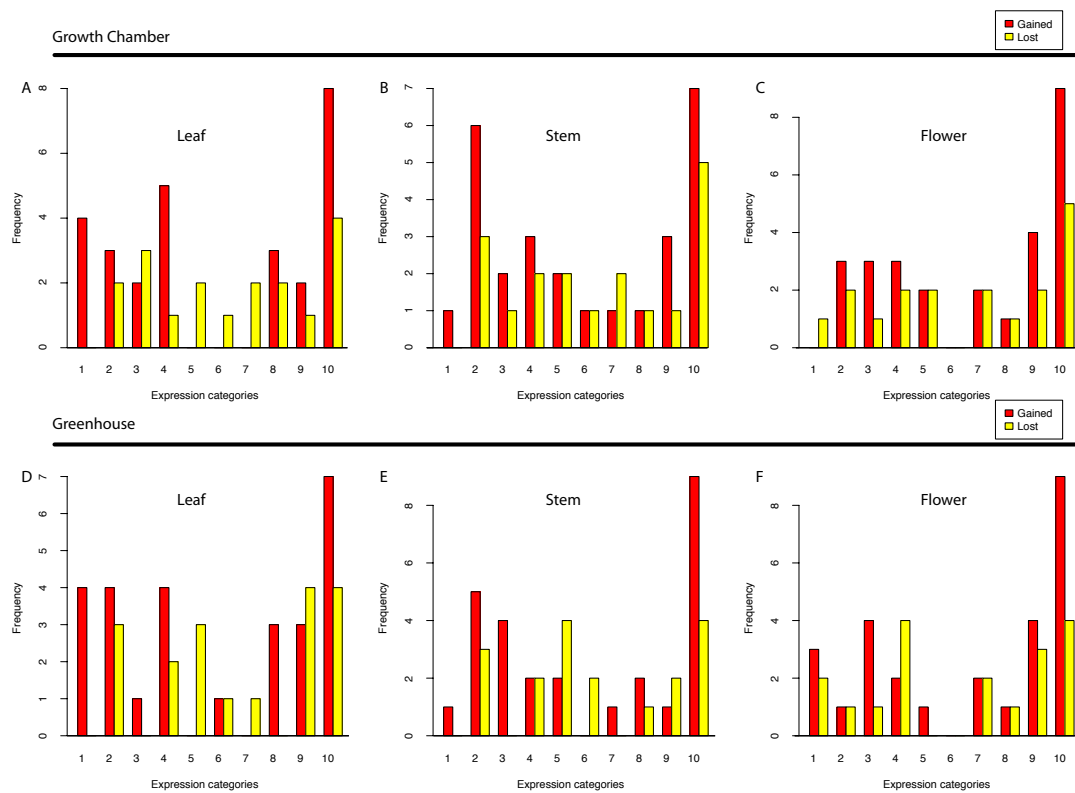 Growth Chamber
Gained
Lost
A
Leaf
Frequency
0 2 4 6 8
1 2 3 4 5 6 7 8 9 10
Expression categories
B
Stem
Frequency
0 1 2 3 4 5 6 7
1 2 3 4 5 6 7 8 9 10
Expression categories
C
Flower
Frequency
0 2 4 6 8
1 2 3 4 5 6 7 8 9 10
Expression categories
Greenhouse
Gained
Lost
D
Leaf
Frequency
0 1 2 3 4 5 6 7
1 2 3 4 5 6 7 8 9 10
Expression categories
E
Stem
Frequency
0 2 4 6 8
1 2 3 4 5 6 7 8 9 10
Expression categories
F
Flower
Frequency
0 2 4 6 8
1 2 3 4 5 6 7 8 9 10
Expression categories